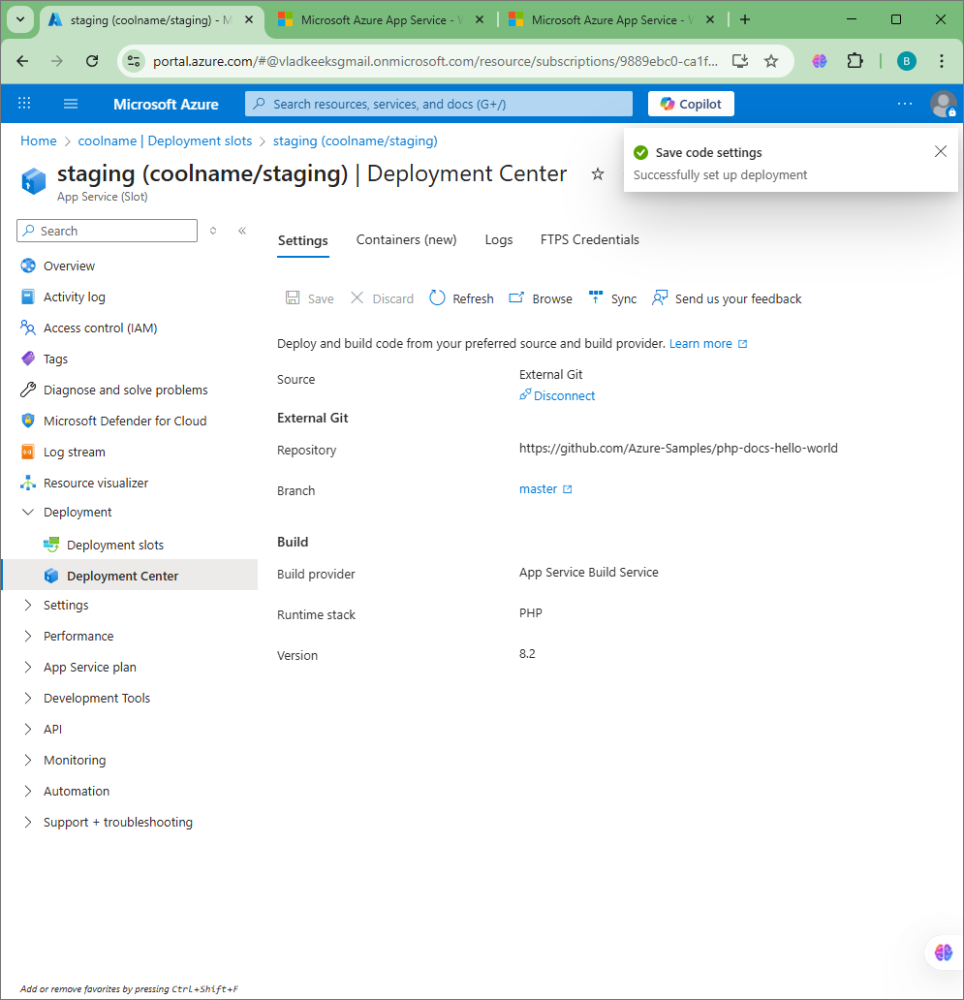 staging (coolname/staging) - M
Microsoft Azure App Service - W
Microsoft Azure App Service - W
portal.azure.com/#@vladkeeksgmail.onmicrosoft.com/resource/subscriptions/9889ebc0-ca1f...
B
Microsoft Azure
Search resources, services, and docs (G+/)
Copilot
Home > coolname | Deployment slots > staging (coolname/staging)
Save code settings
Successfully set up deployment
staging (coolname/staging) | Deployment Center
App Service (Slot)
Search
Overview
Activity log
Access control (IAM)
Tags
Diagnose and solve problems
Microsoft Defender for Cloud
Log stream
Resource visualizer
Deployment
Deployment slots
Deployment Center
Settings
Performance
App Service plan
Development Tools
API
Monitoring
Automation
Support + troubleshooting
Settings Containers (new) Logs FTPS Credentials
Save Discard Refresh Browse Sync Send us your feedback
Deploy and build code from your preferred source and build provider. Learn more
Source External Git
Disconnect
External Git
Repository https://github.com/Azure-Samples/php-docs-hello-world
Branch master
Build
Build provider App Service Build Service
Runtime stack PHP
Version 8.2
Add or remove favorites by pressing Ctrl+Shift+F